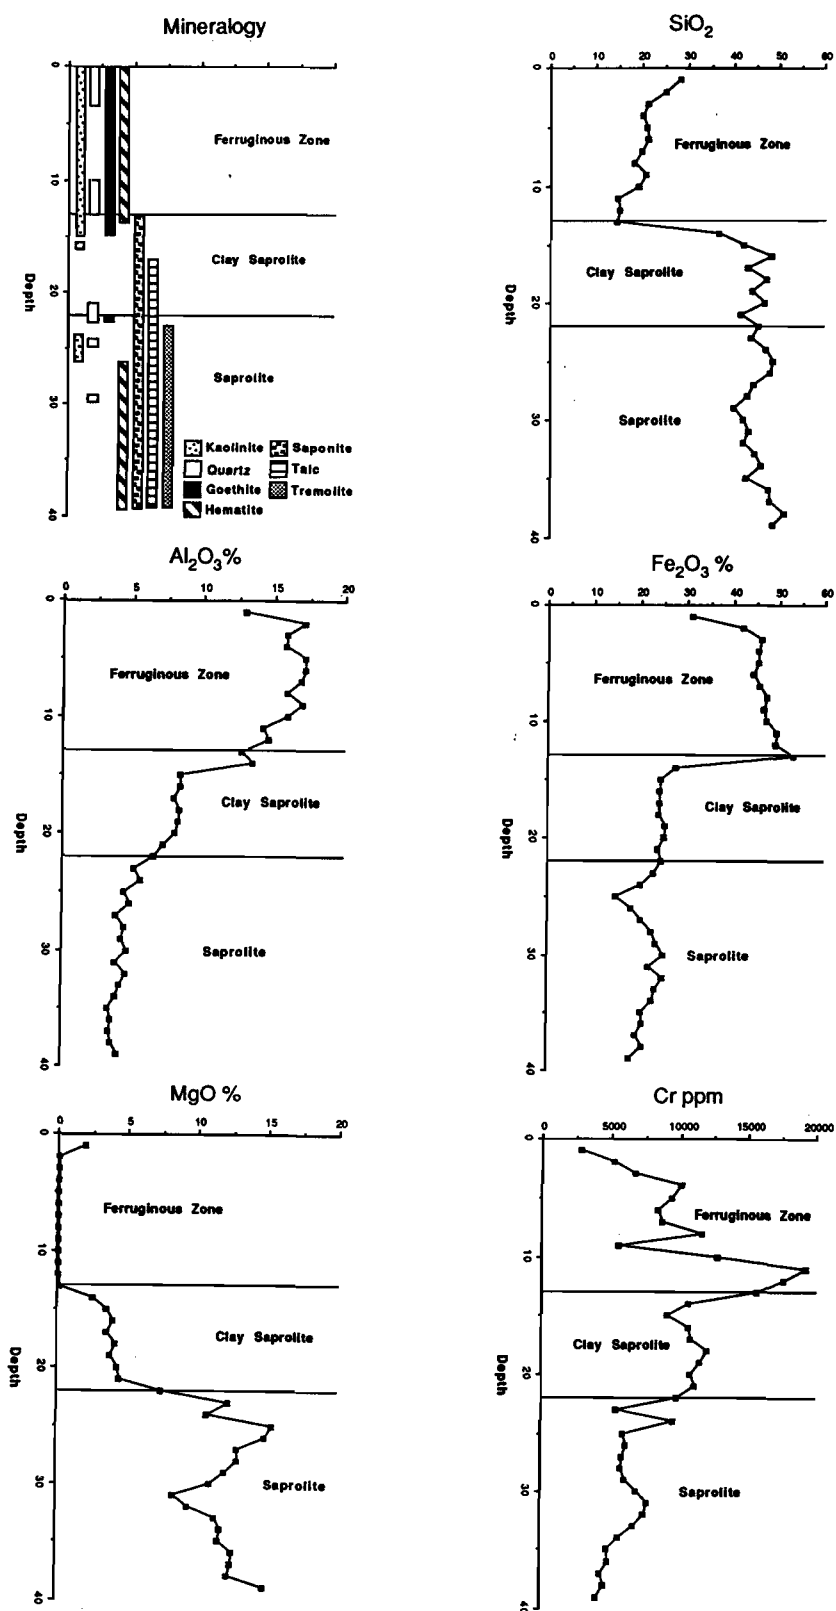 Mineralogy
0
10
20
30
40
Depth
Ferruginous Zone
Clay Saprolite
Saprolite
Kaolinite
Saponite
Quartz
Talc
Goethite
Tremolite
Hematite
SiO2
0 10 20 30 40 50 60
0
10
20
30
40
Depth
Ferruginous Zone
Clay Saprolite
Saprolite
Al2O3%
0 5 10 15 20
0
10
20
30
40
Depth
Ferruginous Zone
Clay Saprolite
Saprolite
Fe2O3 %
0 10 20 30 40 50 60
0
10
20
30
40
Depth
Ferruginous Zone
Clay Saprolite
Saprolite
MgO %
0 5 10 15 20
0
10
20
30
40
Depth
Ferruginous Zone
Clay Saprolite
Saprolite
Cr ppm
0 5000 10000 15000 20000
0
10
20
30
40
Depth
Ferruginous Zone
Clay Saprolite
Saprolite